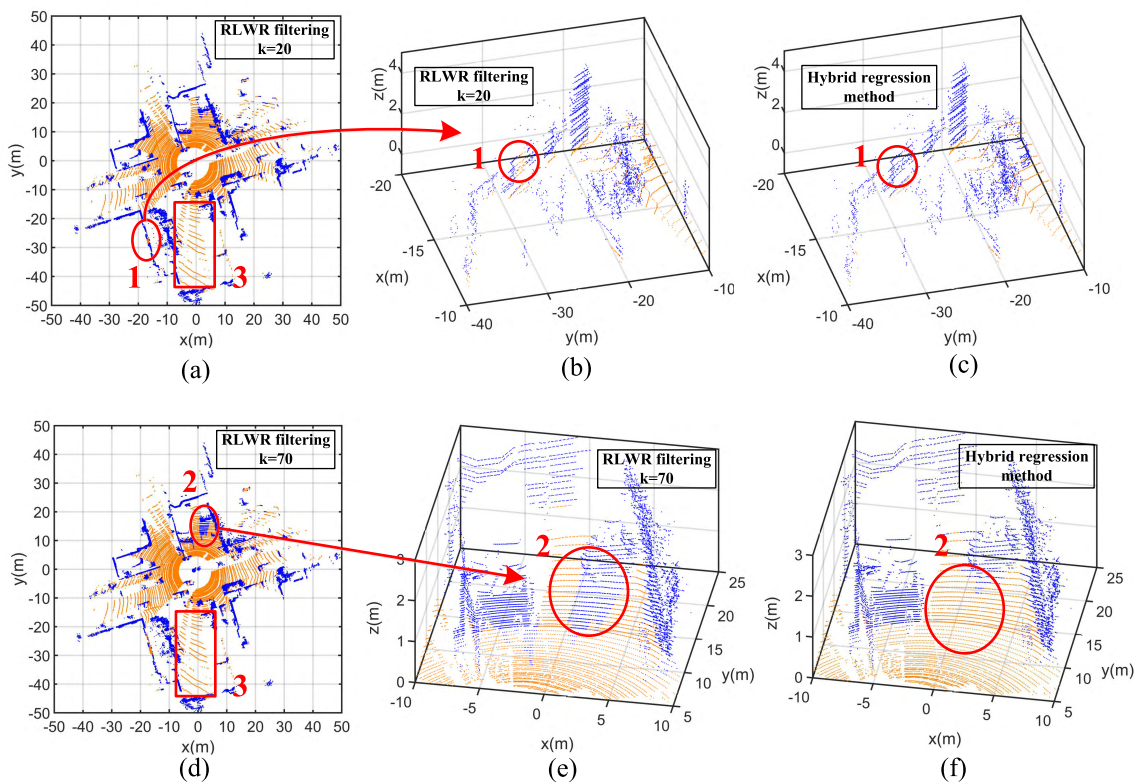 50
40
30
20
10
0
-10
-20
-30
-40
-50
y(m)
-50 -40 -30 -20 -10 0 10 20 30 40 50
x(m)
RLWR filtering
k=20
1
3
(a)
4
2
0
z(m)
RLWR filtering
k=20
1
-20
-15
-10
x(m)
-40
-30
-20
-10
y(m)
(b)
4
2
0
z(m)
Hybrid regression
method
1
-20
-15
-10
x(m)
-40
-30
-20
-10
y(m)
(c)
50
40
30
20
10
0
-10
-20
-30
-40
-50
y(m)
-50 -40 -30 -20 -10 0 10 20 30 40 50
x(m)
RLWR filtering
k=70
2
3
(d)
3
2
1
0
z(m)
RLWR filtering
k=70
2
-10
-5
0
5
10
x(m)
5
10
15
20
25
y(m)
(e)
3
2
1
0
z(m)
Hybrid regression
method
2
-10
-5
0
5
10
x(m)
5
10
15
20
25
y(m)
(f)